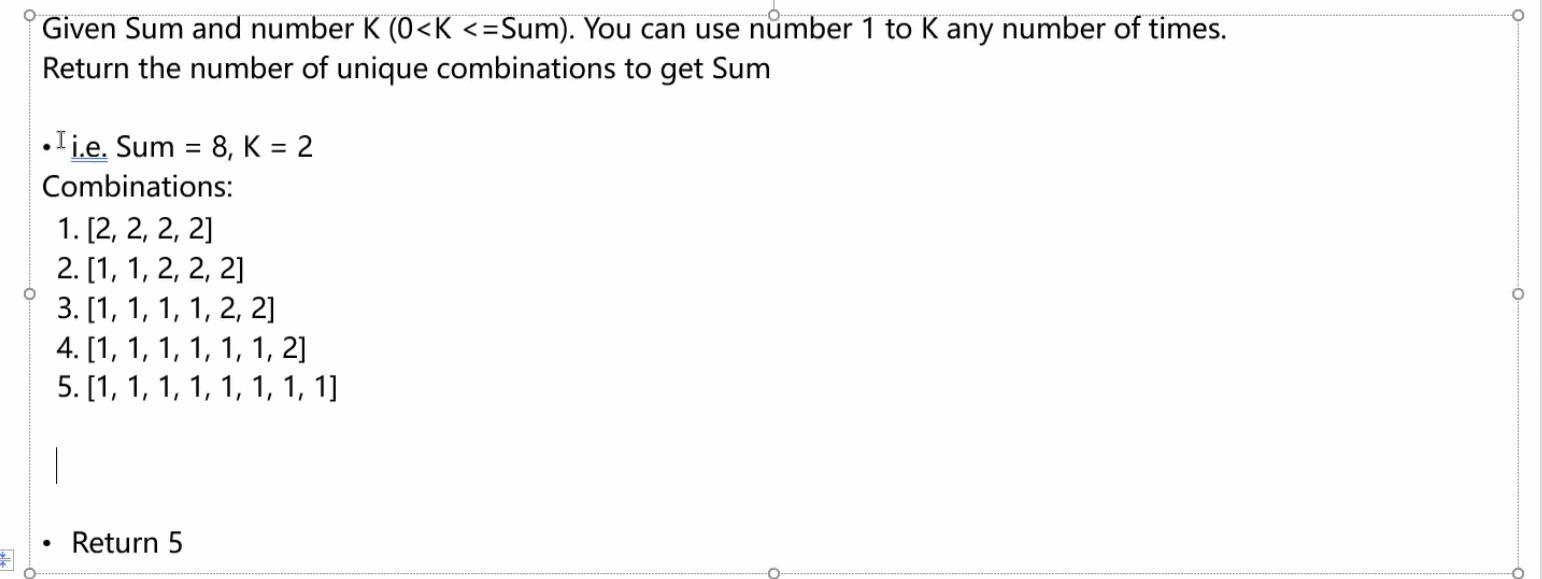 Given Sum and number K (0<K <=Sum). You can use number 1 to K any number of times.
Return the number of unique combinations to get Sum
• i.e. Sum = 8, K = 2
Combinations:
1. [2, 2, 2, 2]
2. [1, 1, 2, 2, 2]
3. [1, 1, 1, 1, 2, 2]
4. [1, 1, 1, 1, 1, 1, 2]
5. [1, 1, 1, 1, 1, 1, 1, 1]
• Return 5